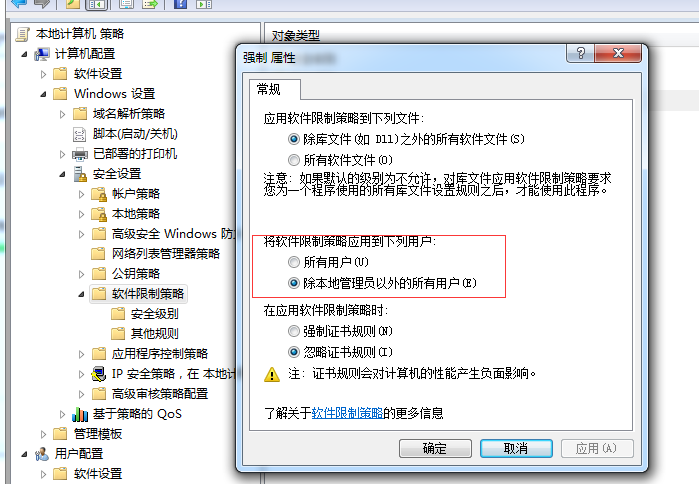 本地计算机 策略
计算机配置
软件设置
Windows 设置
域名解析策略
脚本(启动/关机)
已部署的打印机
安全设置
帐户策略
本地策略
高级安全 Windows 防
网络列表管理器策略
公钥策略
软件限制策略
安全级别
其他规则
应用程序控制策略
IP 安全策略，在 本地计
高级审核策略配置
基于策略的 QoS
管理模板
用户配置
软件设置
对象类型
强制 属性
常规
应用软件限制策略到下列文件:
除库文件(如 Dll)之外的所有软件文件(S)
所有软件文件(O)
注意: 如果默认的级别为不允许，对库文件应用软件限制策略要求
您为一个程序使用的所有库文件设置规则之后，才能使用此程序。
将软件限制策略应用到下列用户:
所有用户(U)
除本地管理员以外的所有用户(E)
在应用软件限制策略时:
强制证书规则(N)
忽略证书规则(I)
注: 证书规则会对计算机的性能产生负面影响。
了解关于软件限制策略的更多信息
确定
取消
应用(A)